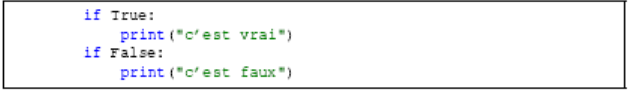 if True:
    print("c'est vrai")
if False:
    print("c'est faux")